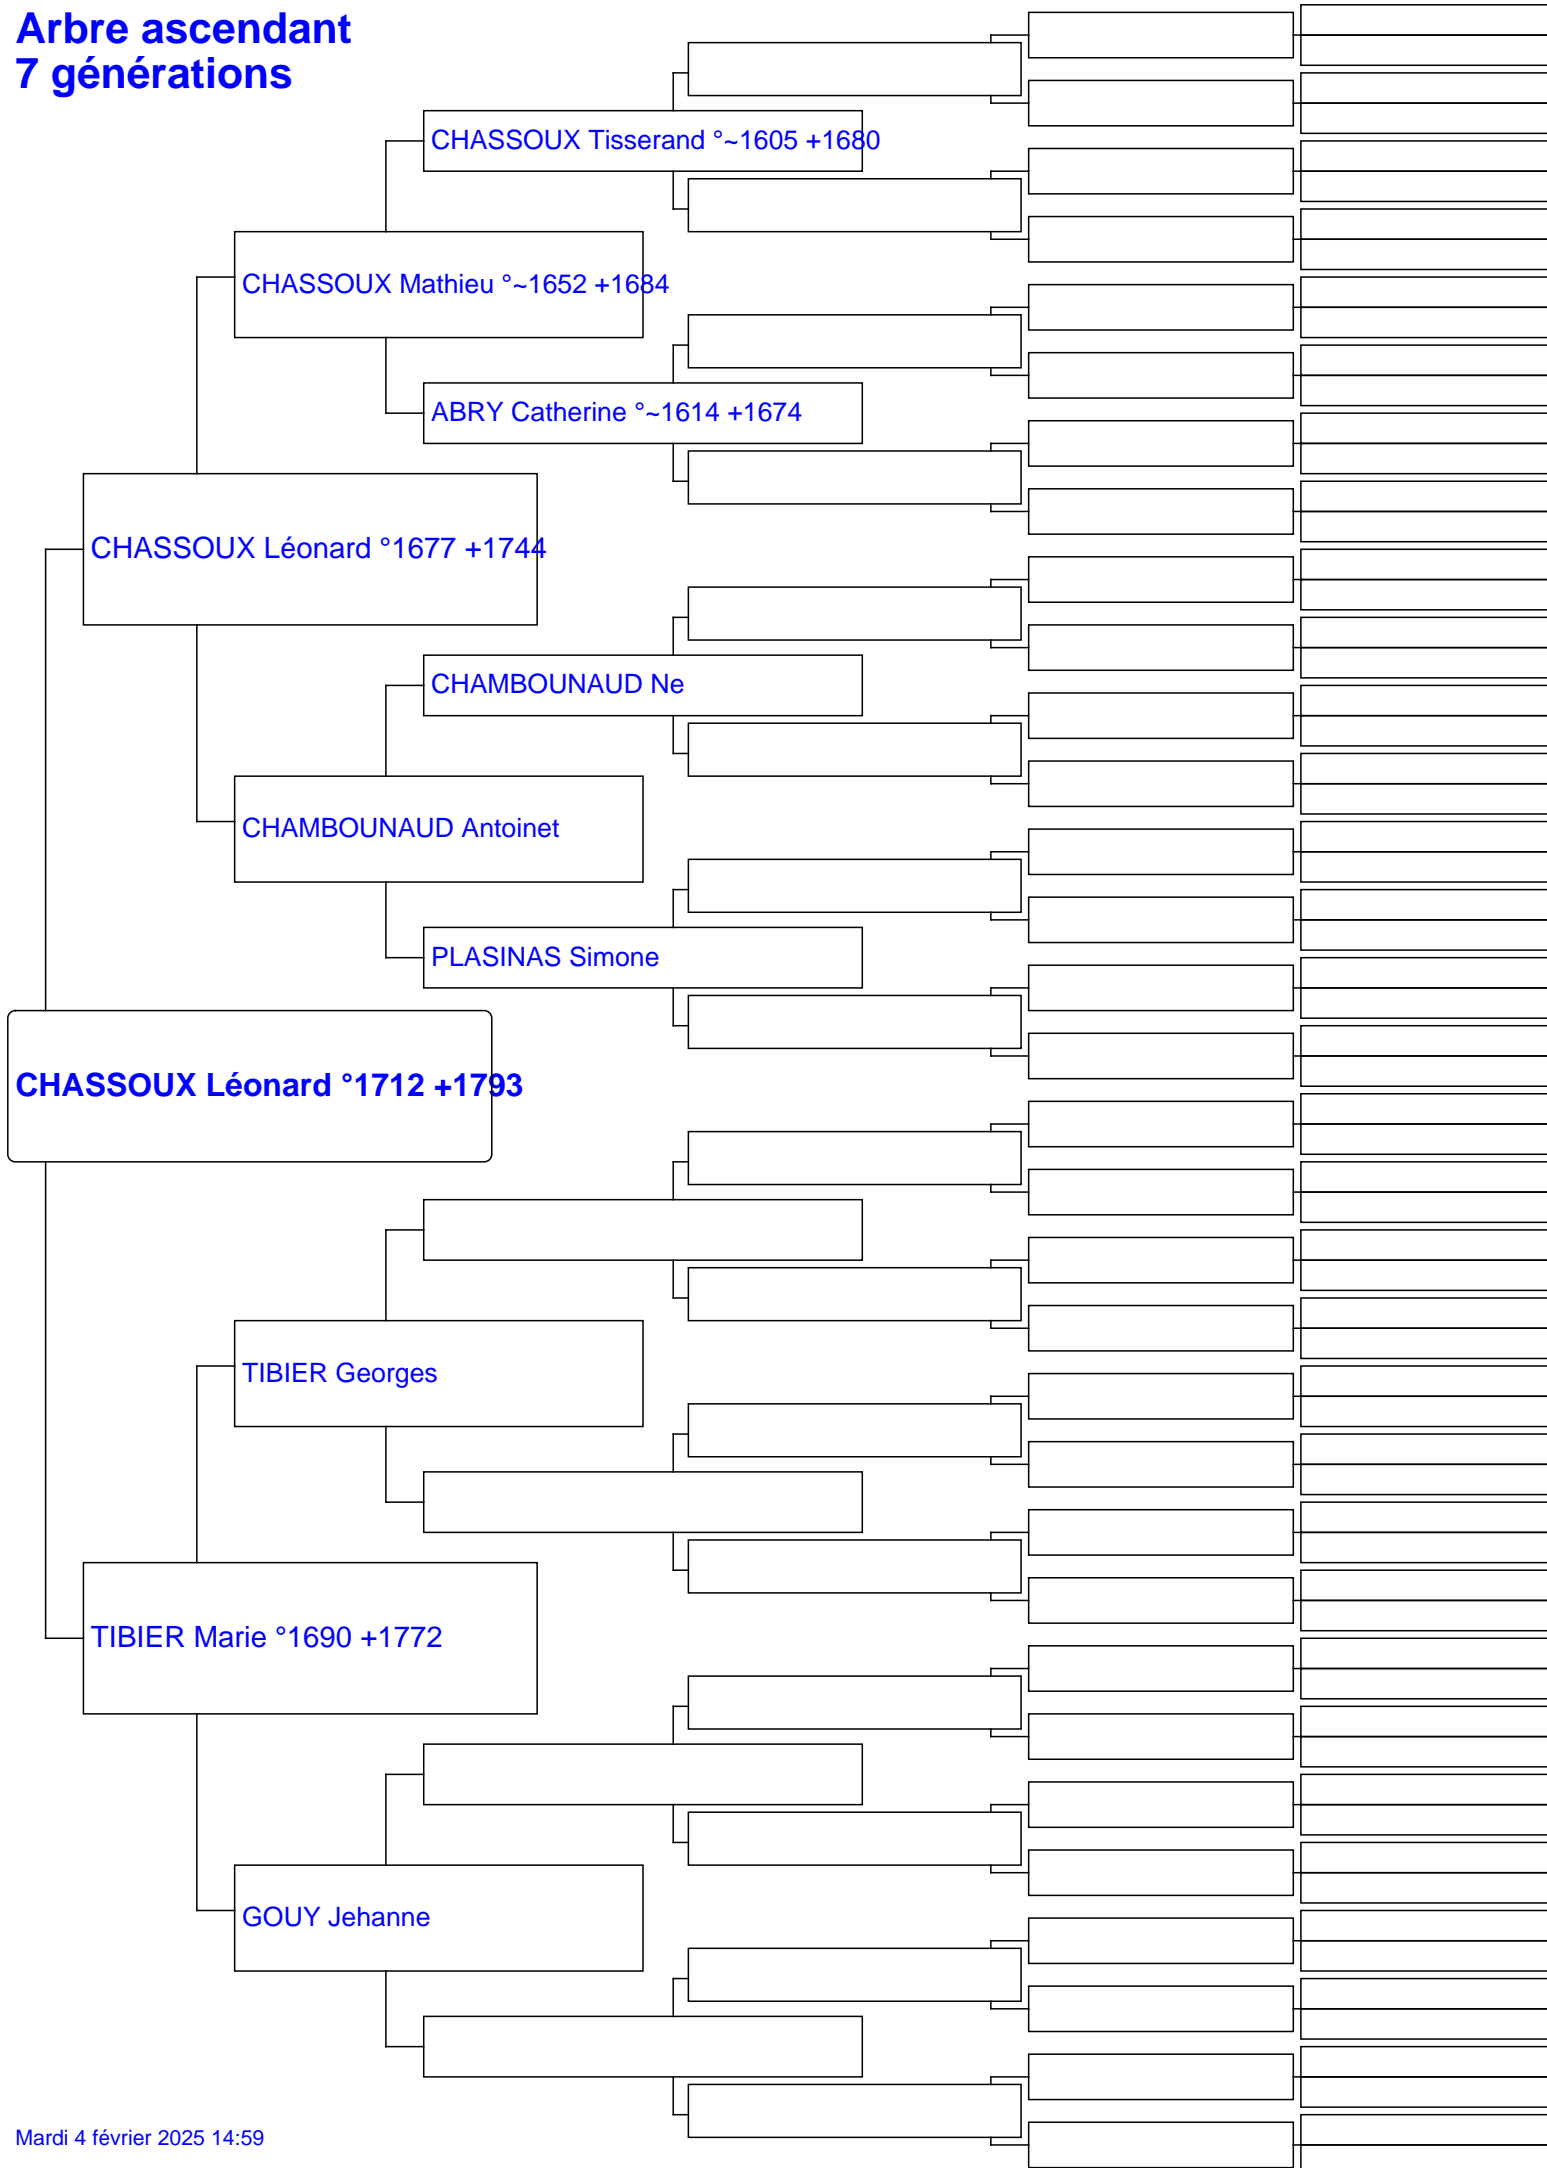 Arbre ascendant
7 générations
CHASSOUX Tisserand °~1605 +1680
CHASSOUX Mathieu °~1652 +1684
ABRY Catherine °~1614 +1674
CHASSOUX Léonard °1677 +1744
CHAMBOUNAUD Ne
CHAMBOUNAUD Antoinet
PLASINAS Simone
CHASSOUX Léonard °1712 +1793
TIBIER Georges
TIBIER Marie °1690 +1772
GOUY Jehanne
Mardi 4 février 2025 14:59